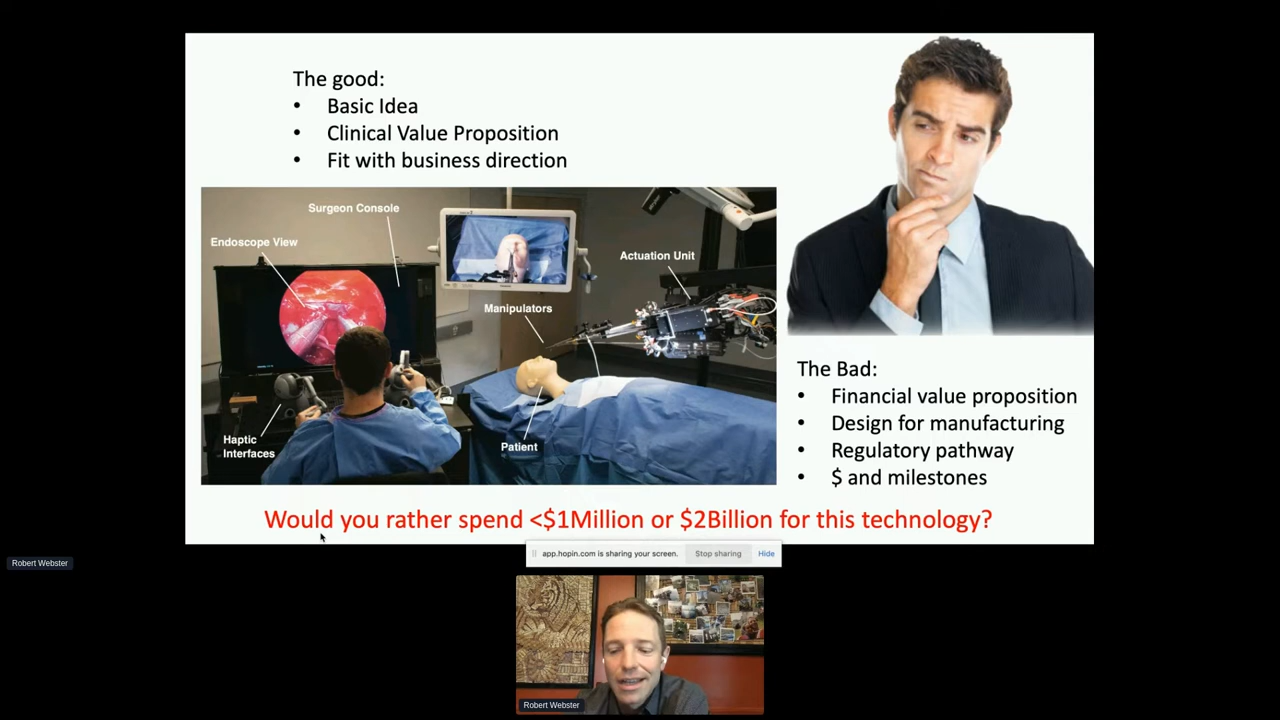 The good:
• Basic Idea
• Clinical Value Proposition
• Fit with business direction
Surgeon Console
Endoscope View
Actuation Unit
Manipulators
Haptic
Interfaces
Patient
The Bad:
• Financial value proposition
• Design for manufacturing
• Regulatory pathway
• $ and milestones
Would you rather spend <$1Million or $2Billion for this technology?
app.hopin.com is sharing your screen.
Stop sharing
Hide
Robert Webster
Robert Webster